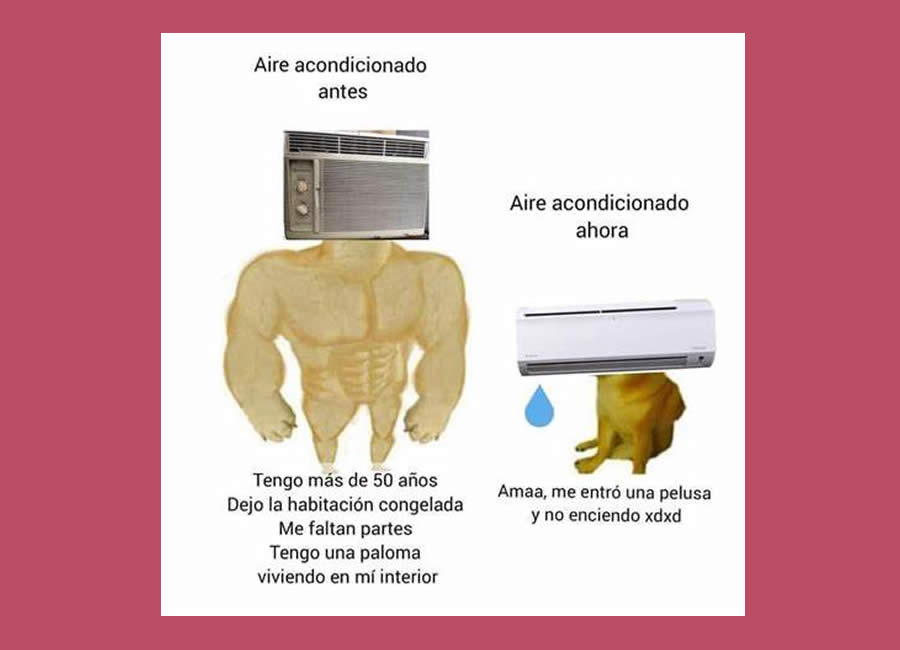 Aire acondicionado
antes
Aire acondicionado
ahora
Tengo más de 50 años
Dejo la habitación congelada
Me faltan partes
Tengo una paloma
viviendo en mí interior
Amaa, me entró una pelusa
y no enciendo xdxd